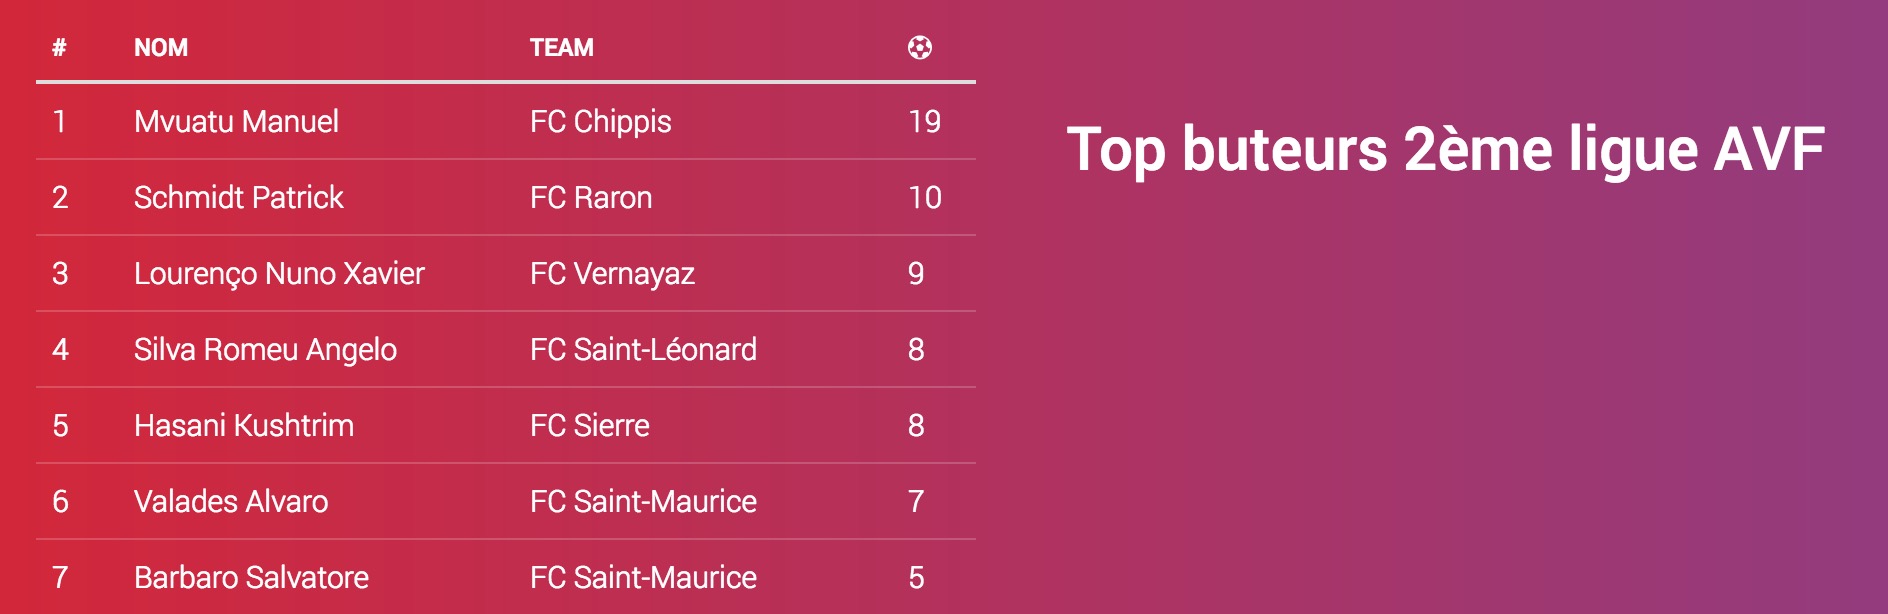 # NOM TEAM
1 Mvuatu Manuel FC Chippis 19
2 Schmidt Patrick FC Raron 10
3 Lourenço Nuno Xavier FC Vernayaz 9
4 Silva Romeu Angelo FC Saint-Léonard 8
5 Hasani Kushtrim FC Sierre 8
6 Valades Alvaro FC Saint-Maurice 7
7 Barbaro Salvatore FC Saint-Maurice 5
Top buteurs 2ème ligue AVF